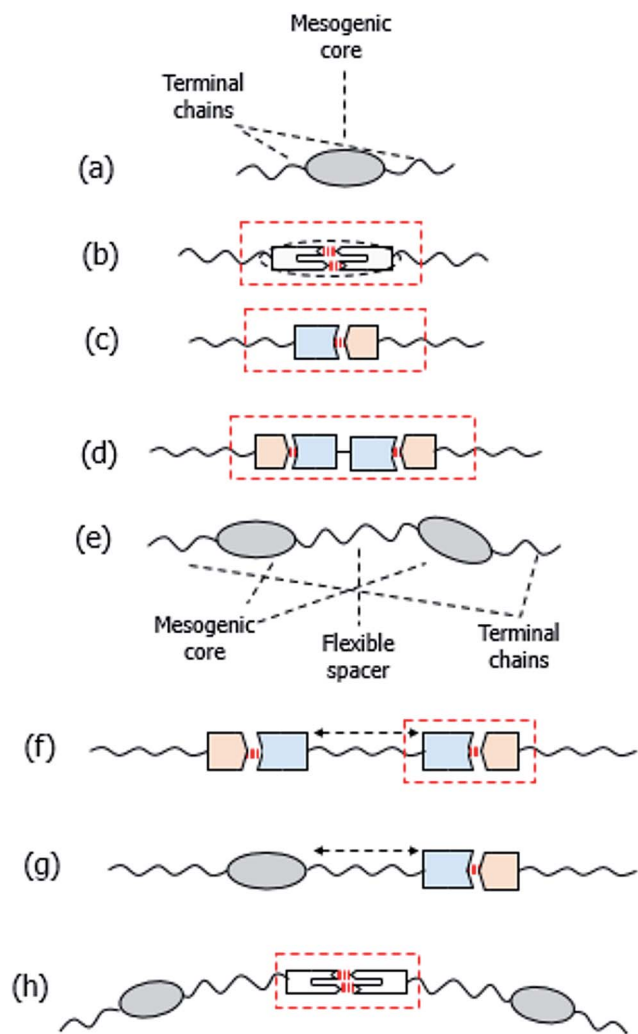 Mesogenic
core
Terminal
chains
(a)
(b)
(c)
(d)
(e)
Mesogenic
core
Flexible
spacer
Terminal
chains
(f)
(g)
(h)